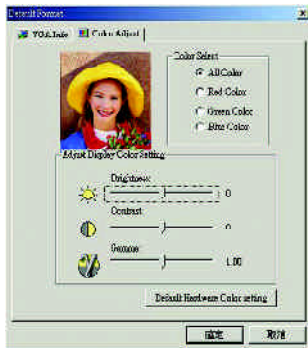 Default Format
VGA Info
Color Adjust
Color Select
All Color
Red Color
Green Color
Blue Color
Adjust Display Color Setting
Brightness:
0
Contrast:
0
Gamma:
1.00
Default Hardware Color setting
確定
取消